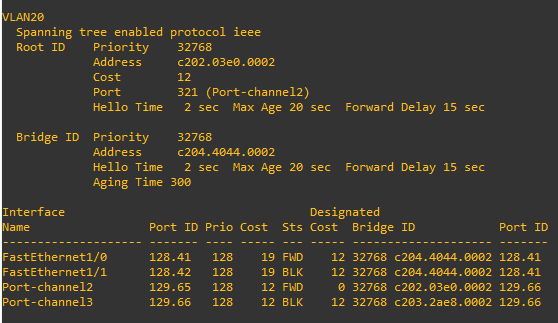 VLAN20
Spanning tree enabled protocol ieee
Root ID Priority 32768
Address c202.03e0.0002
Cost 12
Port 321 (Port-channel2)
Hello Time 2 sec Max Age 20 sec Forward Delay 15 sec
Bridge ID Priority 32768
Address c204.4044.0002
Hello Time 2 sec Max Age 20 sec Forward Delay 15 sec
Aging Time 300
Interface Designated
Name Port ID Prio Cost Sts Cost Bridge ID Port ID
-------------------- ------- ---- ----- --- ----- -------------------- -------
FastEthernet1/0 128.41 128 19 FWD 12 32768 c204.4044.0002 128.41
FastEthernet1/1 128.42 128 19 BLK 12 32768 c204.4044.0002 128.41
Port-channel2 129.65 128 12 FWD 0 32768 c202.03e0.0002 129.66
Port-channel3 129.66 128 12 BLK 12 32768 c203.2ae8.0002 129.66